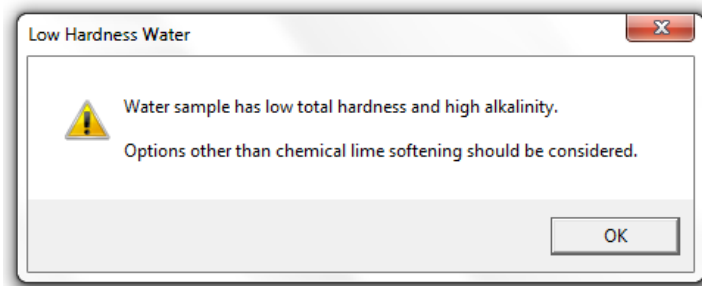 Low Hardness Water
Water sample has low total hardness and high alkalinity.
Options other than chemical lime softening should be considered.
OK